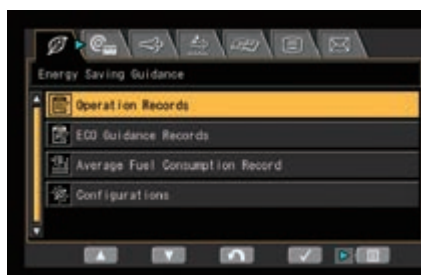 Energy Saving Guidance
Operation Records
ECO Guidance Records
Average Fuel Consumption Record
Configurations